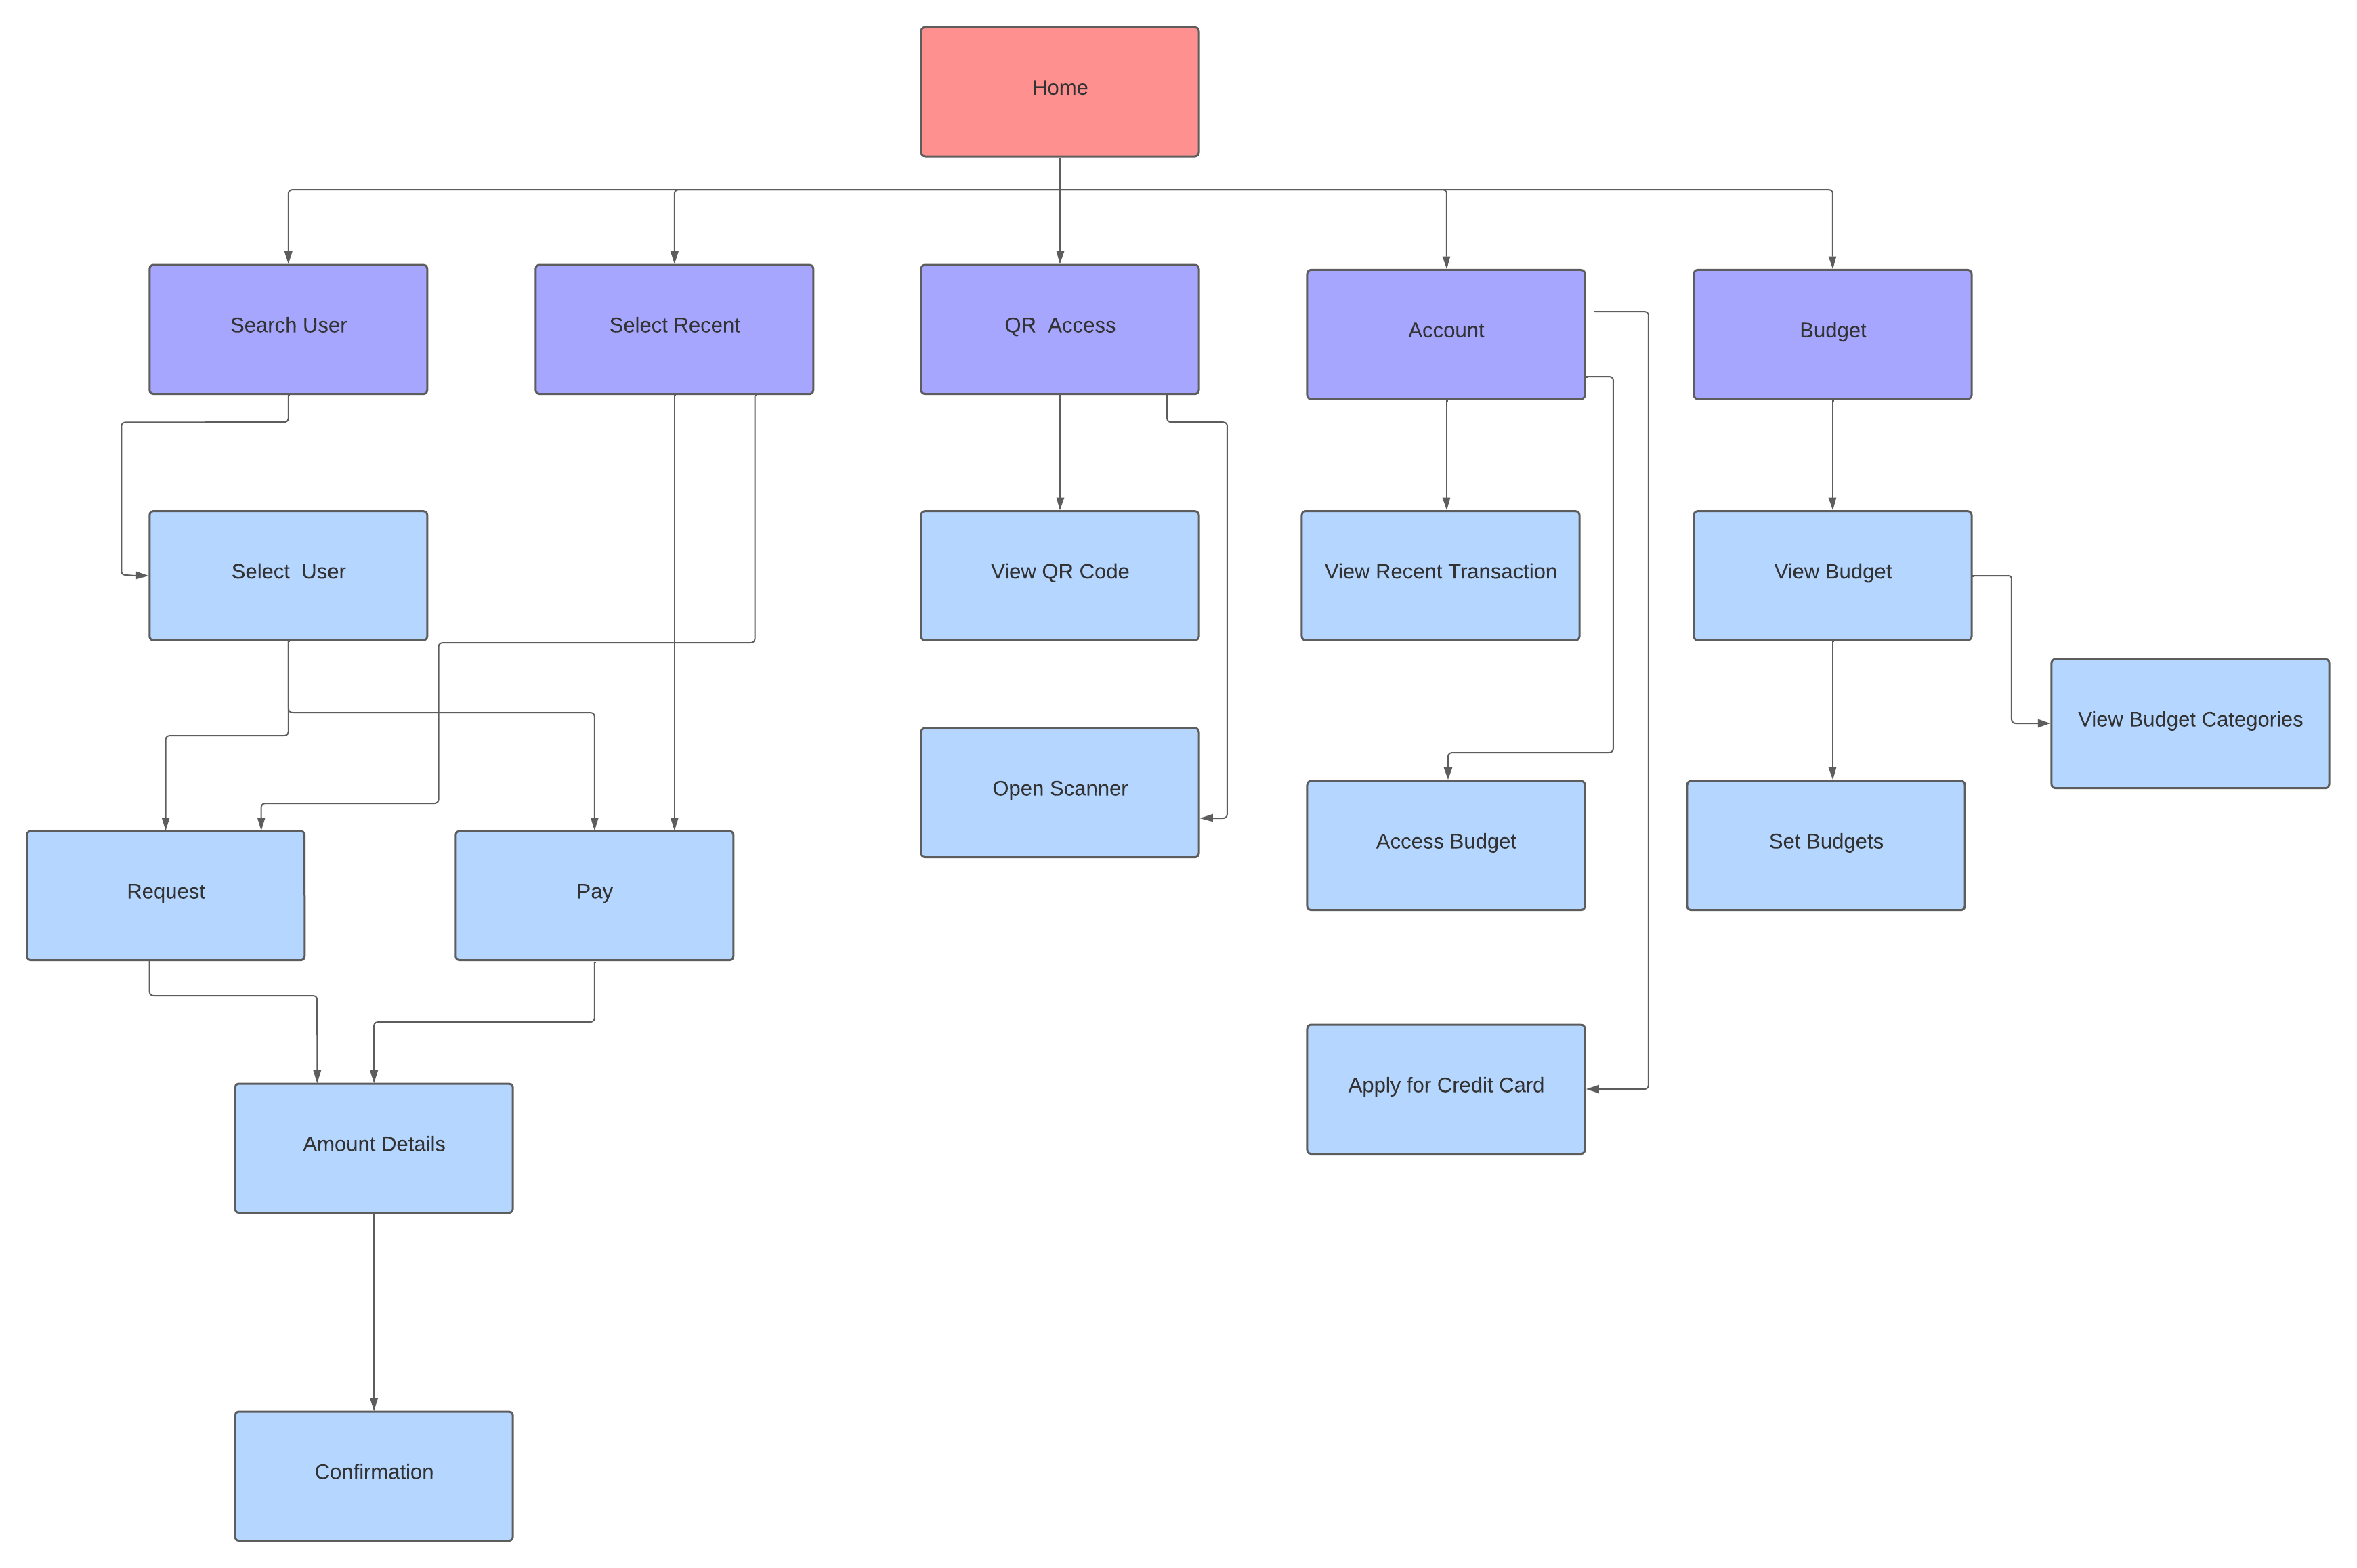 Home
Search User
Select Recent
QR  Access
Account
Budget
Select  User
View QR Code
View Recent Transaction
View Budget
View Budget Categories
Open Scanner
Access Budget
Set Budgets
Request
Pay
Apply for Credit Card
Amount Details
Confirmation